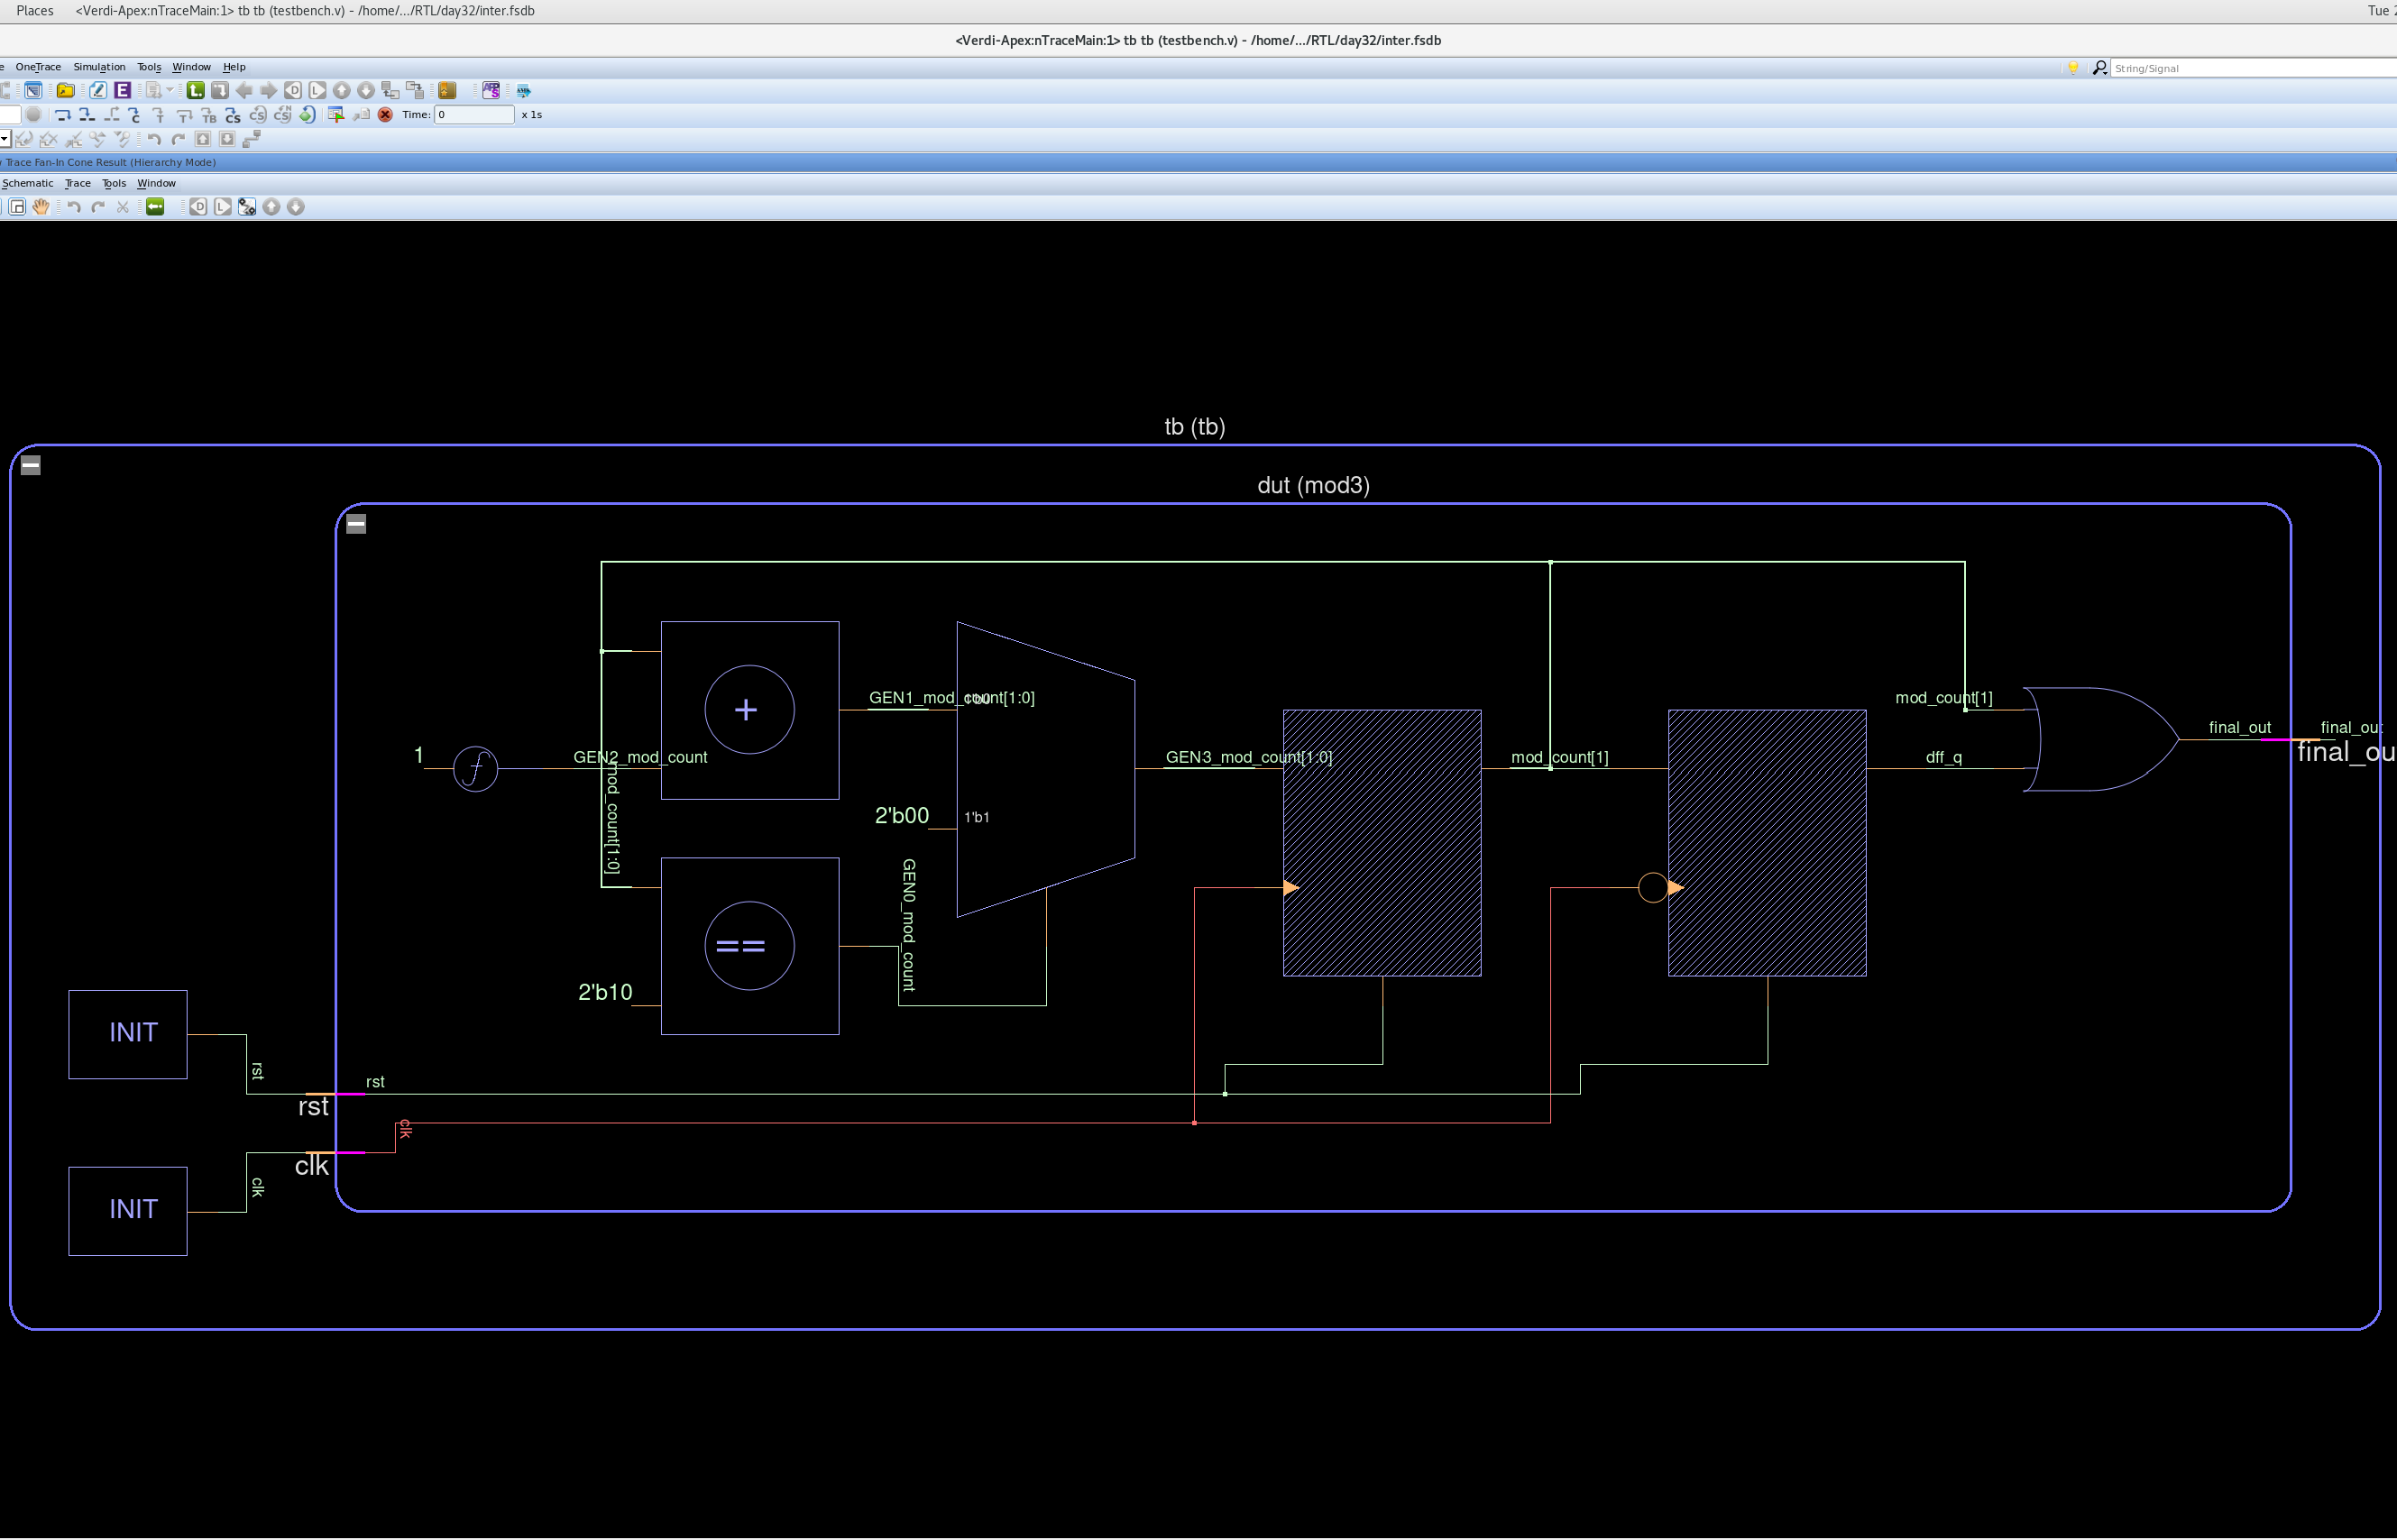 Places <Verdi-Apex:nTraceMain:1> tb tb (testbench.v) - /home/.../RTL/day32/inter.fsdb Tue
<Verdi-Apex:nTraceMain:1> tb tb (testbench.v) - /home/.../RTL/day32/inter.fsdb
OneTrace Simulation Tools Window Help String/Signal
Time: 0 x 1s
Trace Fan-In Cone Result (Hierarchy Mode)
Schematic Trace Tools Window
tb (tb)
dut (mod3)
+
GEN1_mod_count[1:0]
mod_count[1]
final_out
final_out
1
GEN2_mod_count
GEN3_mod_count[1:0]
mod_count[1]
dff_q
final_ou
mod_count[1:0]
2'b00
1'b1
GEN0_mod_count
==
2'b10
INIT
rst
rst
rst
clk
clk
clk
INIT